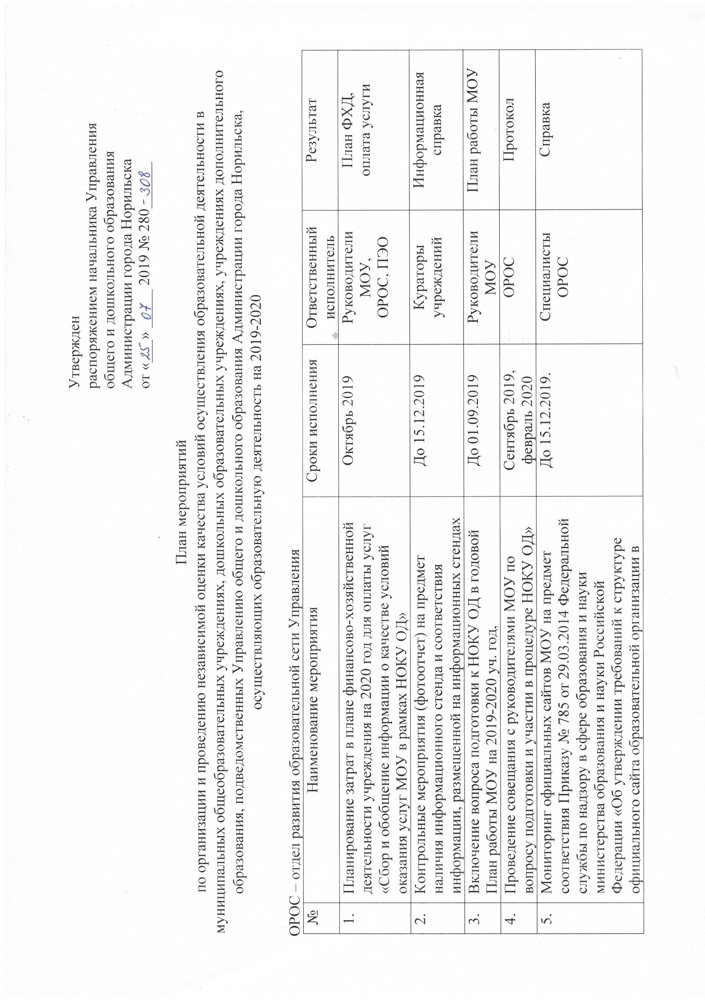 Утвержден
распоряжением начальника Управления
общего и дошкольного образования
Администрации города Норильска
от «25» 07 2019 № 280 - 308
План мероприятий
по организации и проведению независимой оценки качества условий осуществления образовательной деятельности в
муниципальных общеобразовательных учреждениях, дошкольных образовательных учреждениях, учреждениях дополнительного
образования, подведомственных Управлению общего и дошкольного образования Администрации города Норильска,
осуществляющих образовательную деятельность на 2019-2020
ОРОС – отдел развития образовательной сети Управления
№ Наименование мероприятия Сроки исполнения Ответственный исполнитель Результат
1. Планирование затрат в плане финансово-хозяйственной Октябрь 2019 Руководители План ФХД,
деятельности учреждения на 2020 год для оплаты услуг МОУ, оплата услуги
«Сбор и обобщение информации о качестве условий ОРОС, ПЭО
оказания услуг МОУ в рамках НОКУ ОД»
2. Контрольные мероприятия (фотоотчет) на предмет До 15.12.2019 Кураторы Информационная
наличия информационного стенда и соответствия учреждений справка
информации, размещенной на информационных стендах
3. Включение вопроса подготовки к НОКУ ОД в годовой До 01.09.2019 Руководители План работы МОУ
План работы МОУ на 2019-2020 уч. год, МОУ
4. Проведение совещания с руководителями МОУ по Сентябрь 2019, ОРОС Протокол
вопросу подготовки и участии в процедуре НОКУ ОД» февраль 2020
5. Мониторинг официальных сайтов МОУ на предмет До 15.12.2019. Специалисты Справка
соответствия Приказу № 785 от 29.03.2014 Федеральной ОРОС
службы по надзору в сфере образования и науки
министерства образования и науки Российской
Федерации «Об утверждении требований к структуре
официального сайта образовательной организации в